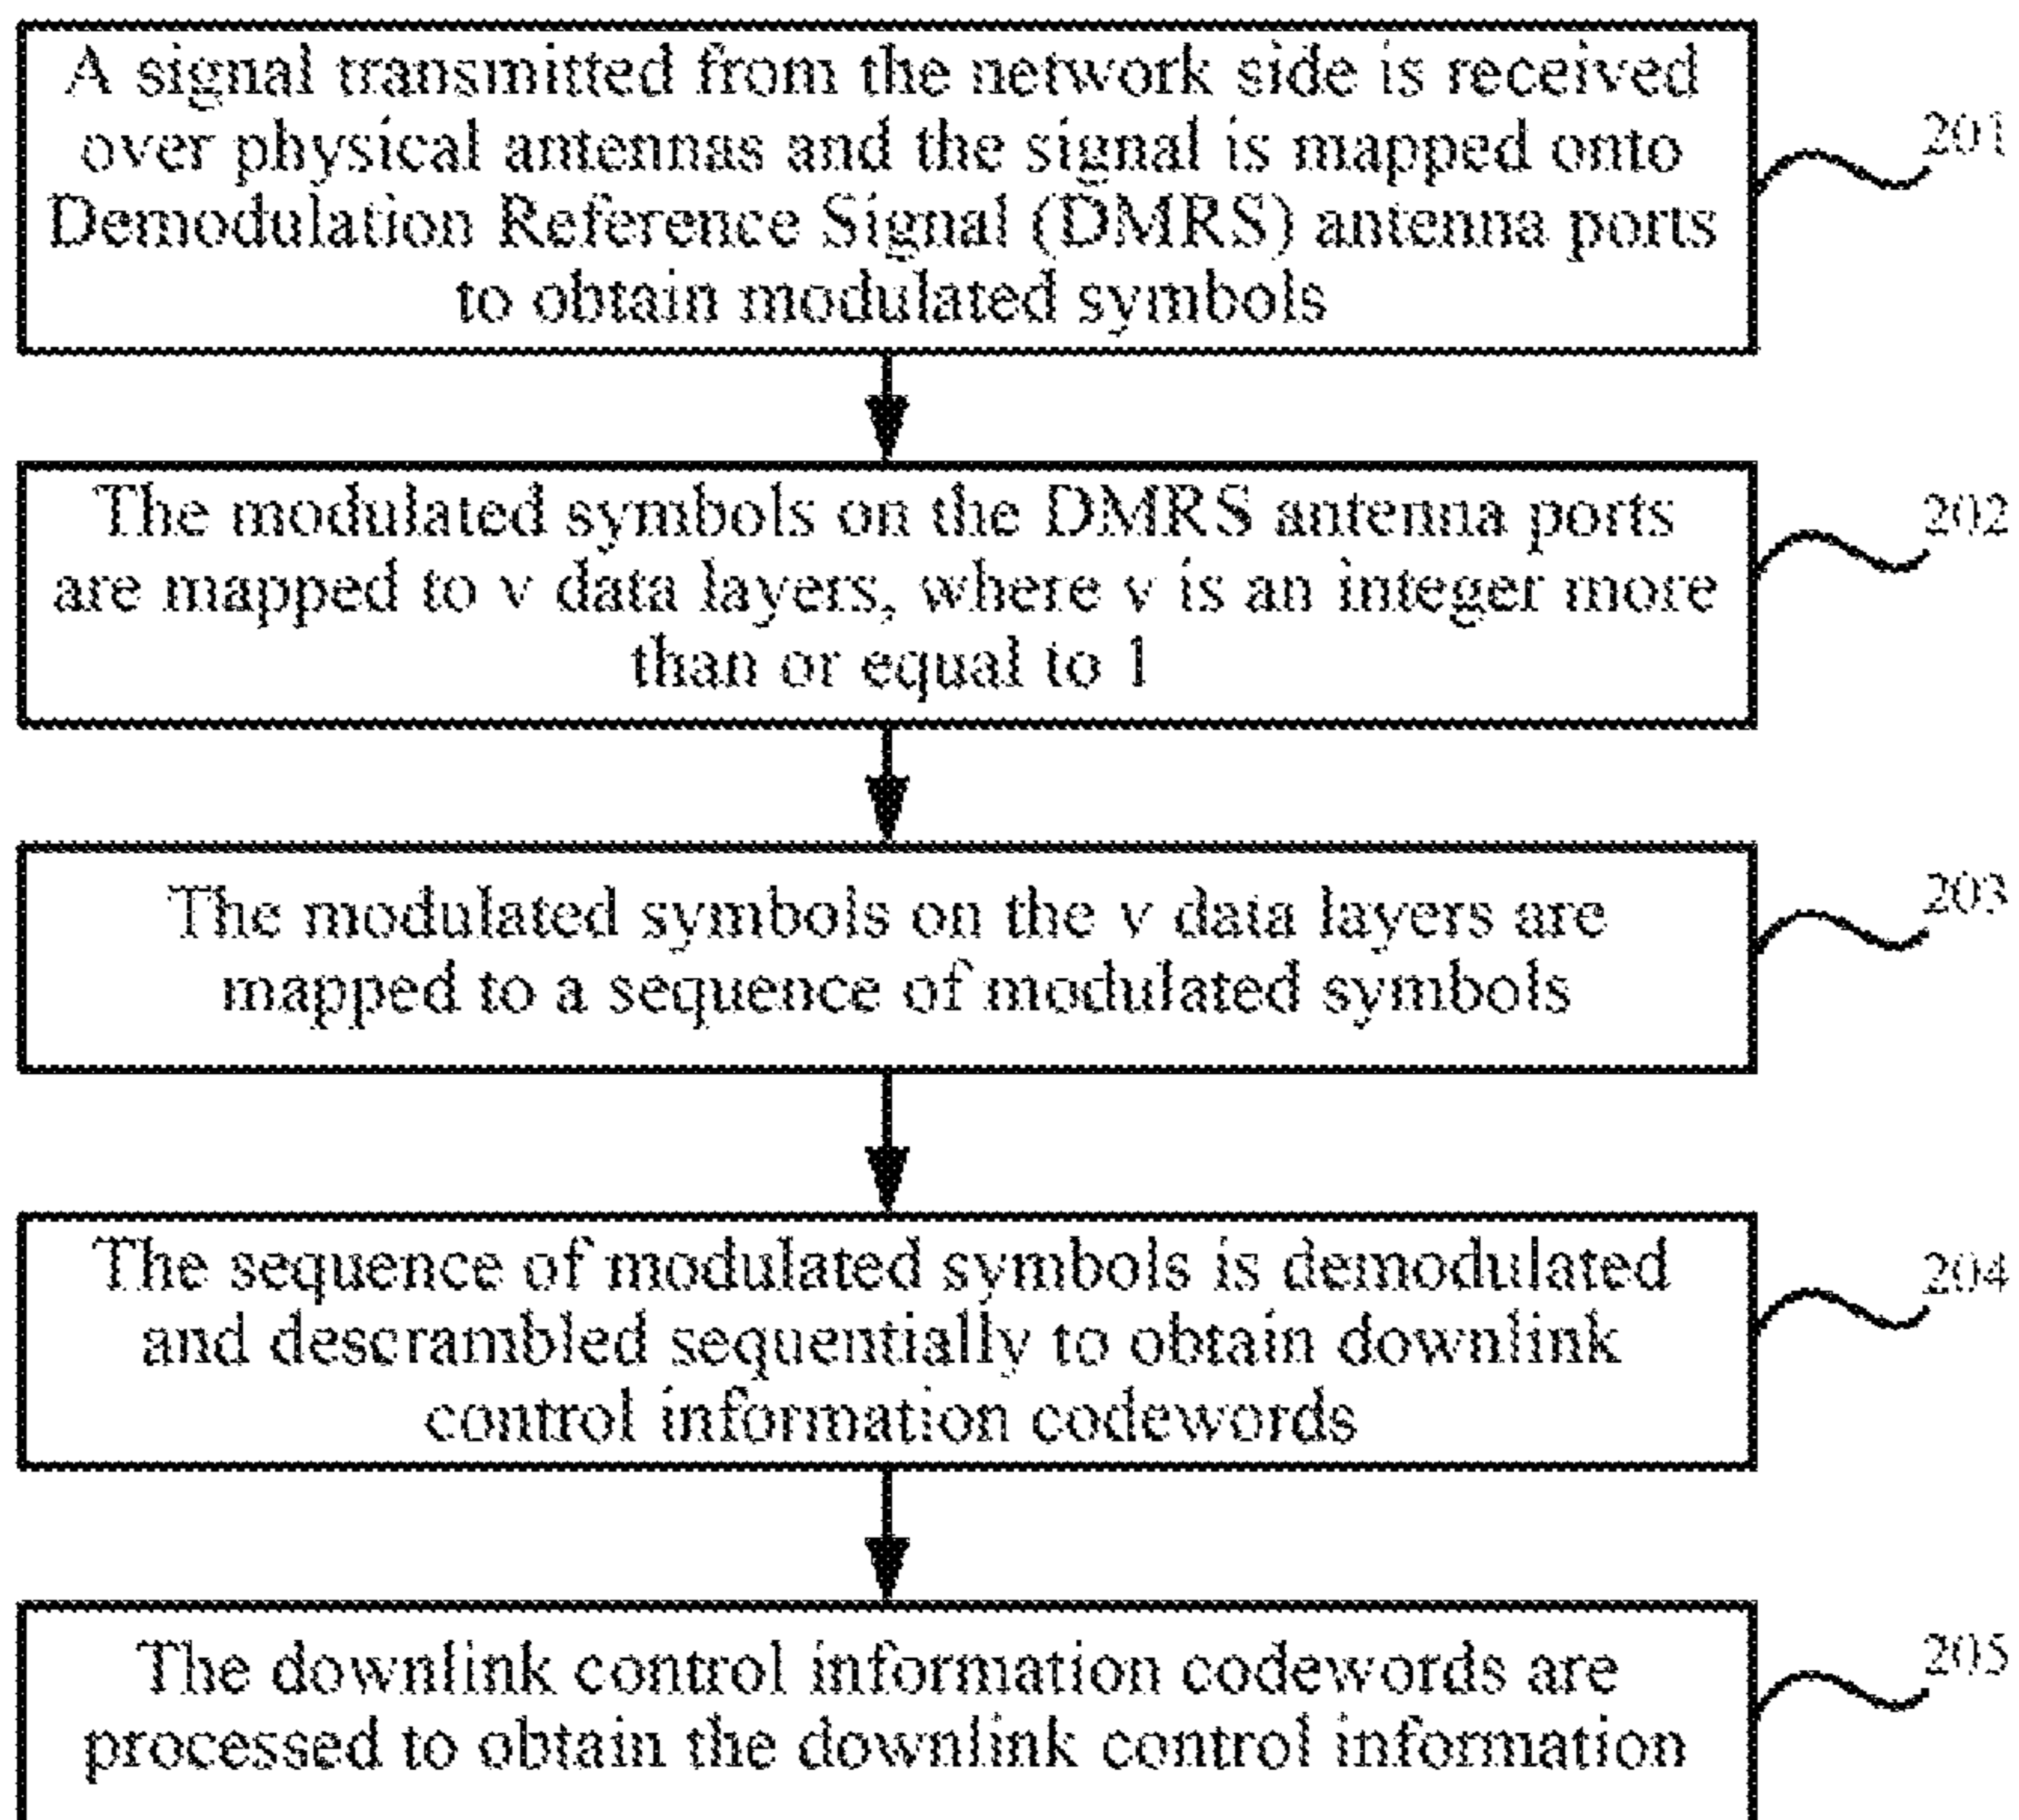 A signal transmitted from the network side is received
over physical antennas and the signal is mapped onto
Demodulation Reference Signal (DMRS) antenna ports
to obtain modulated symbols
201
The modulated symbols on the DMRS antenna ports
are mapped to v data layers, where v is an integer more
than or equal to 1
202
The modulated symbols on the v data layers are
mapped to a sequence of modulated symbols
203
The sequence of modulated symbols is demodulated
and descrambled sequentially to obtain downlink
control information codewords
204
The downlink control information codewords are
processed to obtain the downlink control information
205